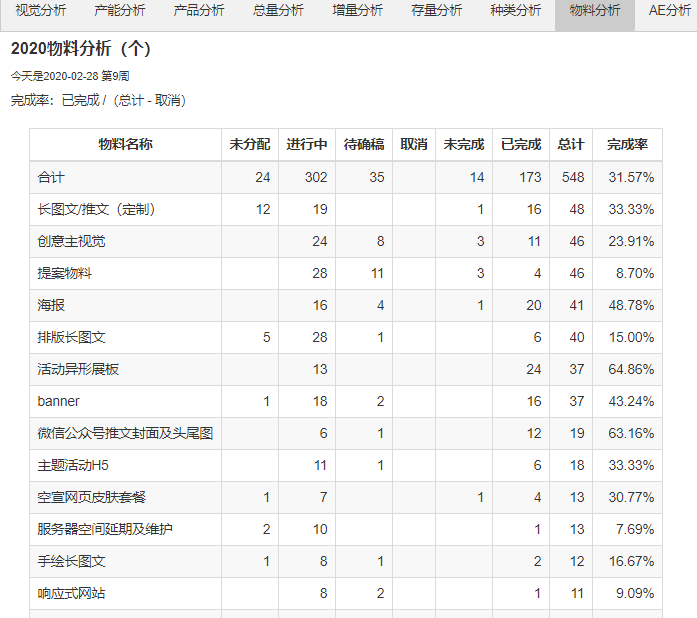 视觉分析 产能分析 产品分析 总量分析 增量分析 存量分析 种类分析 物料分析 AE分析
2020物料分析（个）
今天是2020-02-28 第9周
完成率：已完成 /（总计 - 取消）
物料名称 未分配 进行中 待确稿 取消 未完成 已完成 总计 完成率
合计 24 302 35 14 173 548 31.57%
长图文/推文（定制） 12 19 1 16 48 33.33%
创意主视觉 24 8 3 11 46 23.91%
提案物料 28 11 3 4 46 8.70%
海报 16 4 1 20 41 48.78%
排版长图文 5 28 1 6 40 15.00%
活动异形展板 13 24 37 64.86%
banner 1 18 2 16 37 43.24%
微信公众号推文封面及头尾图 6 1 12 19 63.16%
主题活动H5 11 1 6 18 33.33%
空宣网页皮肤套餐 1 7 1 4 13 30.77%
服务器空间延期及维护 2 10 1 13 7.69%
手绘长图文 1 8 1 2 12 16.67%
响应式网站 8 2 1 11 9.09%